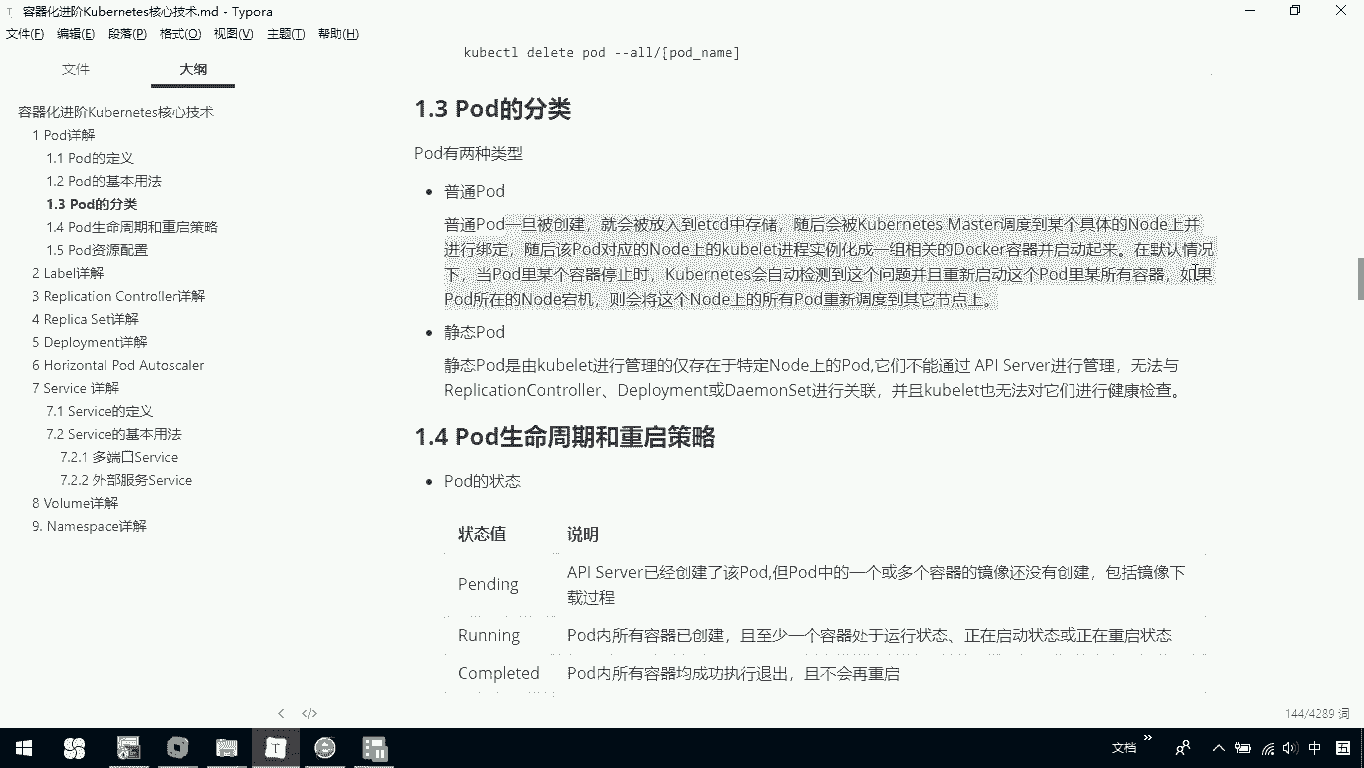 容器化进阶Kubernetes核心技术.md - Typora
文件(F) 编辑(E) 段落(P) 格式(O) 视图(V) 主题(T) 帮助(H)
文件 大纲
容器化进阶Kubernetes核心技术
1 Pod详解
1.1 Pod的定义
1.2 Pod的基本用法
1.3 Pod的分类
1.4 Pod生命周期和重启策略
1.5 Pod资源配置
2 Label详解
3 Replication Controller详解
4 Replica Set详解
5 Deployment详解
6 Horizontal Pod Autoscaler
7 Service 详解
7.1 Service的定义
7.2 Service的基本用法
7.2.1 多端口Service
7.2.2 外部服务Service
8 Volume详解
9. Namespace详解
kubectl delete pod --all/[pod_name]
1.3 Pod的分类
Pod有两种类型
普通Pod
普通Pod一旦被创建，就会被放入到etcd中存储，随后会被Kubernetes Master调度到某个具体的Node上并
进行绑定，随后该Pod对应的Node上的kubelet进程实例化成一组相关的Docker容器并启动起来。在默认情况
下，当Pod里某个容器停止时，Kubernetes会自动检测到这个问题并且重新启动这个Pod里某所有容器，如果
Pod所在的Node宕机，则会将这个Node上的所有Pod重新调度到其它节点上。
静态Pod
静态Pod是由kubelet进行管理的仅存在于特定Node上的Pod,它们不能通过 API Server进行管理，无法与
ReplicationController、Deployment或DaemonSet进行关联，并且kubelet也无法对它们进行健康检查。
1.4 Pod生命周期和重启策略
Pod的状态
状态值 说明
Pending API Server已经创建了该Pod,但Pod中的一个或多个容器的镜像还没有创建，包括镜像下
载过程
Running Pod内所有容器已创建，且至少一个容器处于运行状态、正在启动状态或正在重启状态
Completed Pod内所有容器均成功执行退出，且不会再重启
144/4289 词
文档 中 五